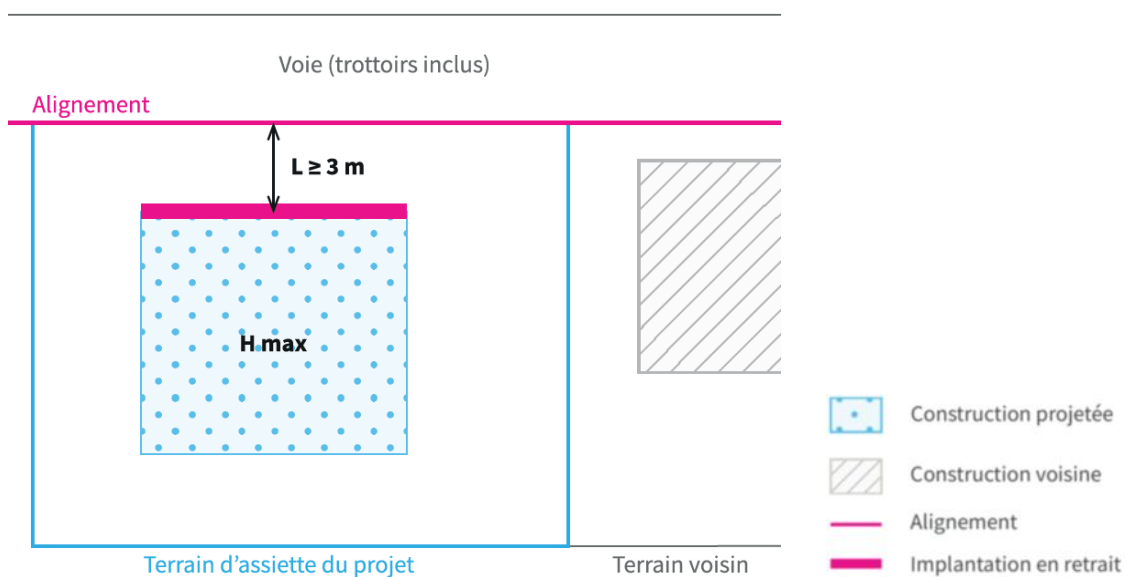 Voie (trottoirs inclus)
Alignement
L ≥ 3 m
H max
Construction projetée
Construction voisine
Alignement
Implantation en retrait
Terrain d’assiette du projet
Terrain voisin